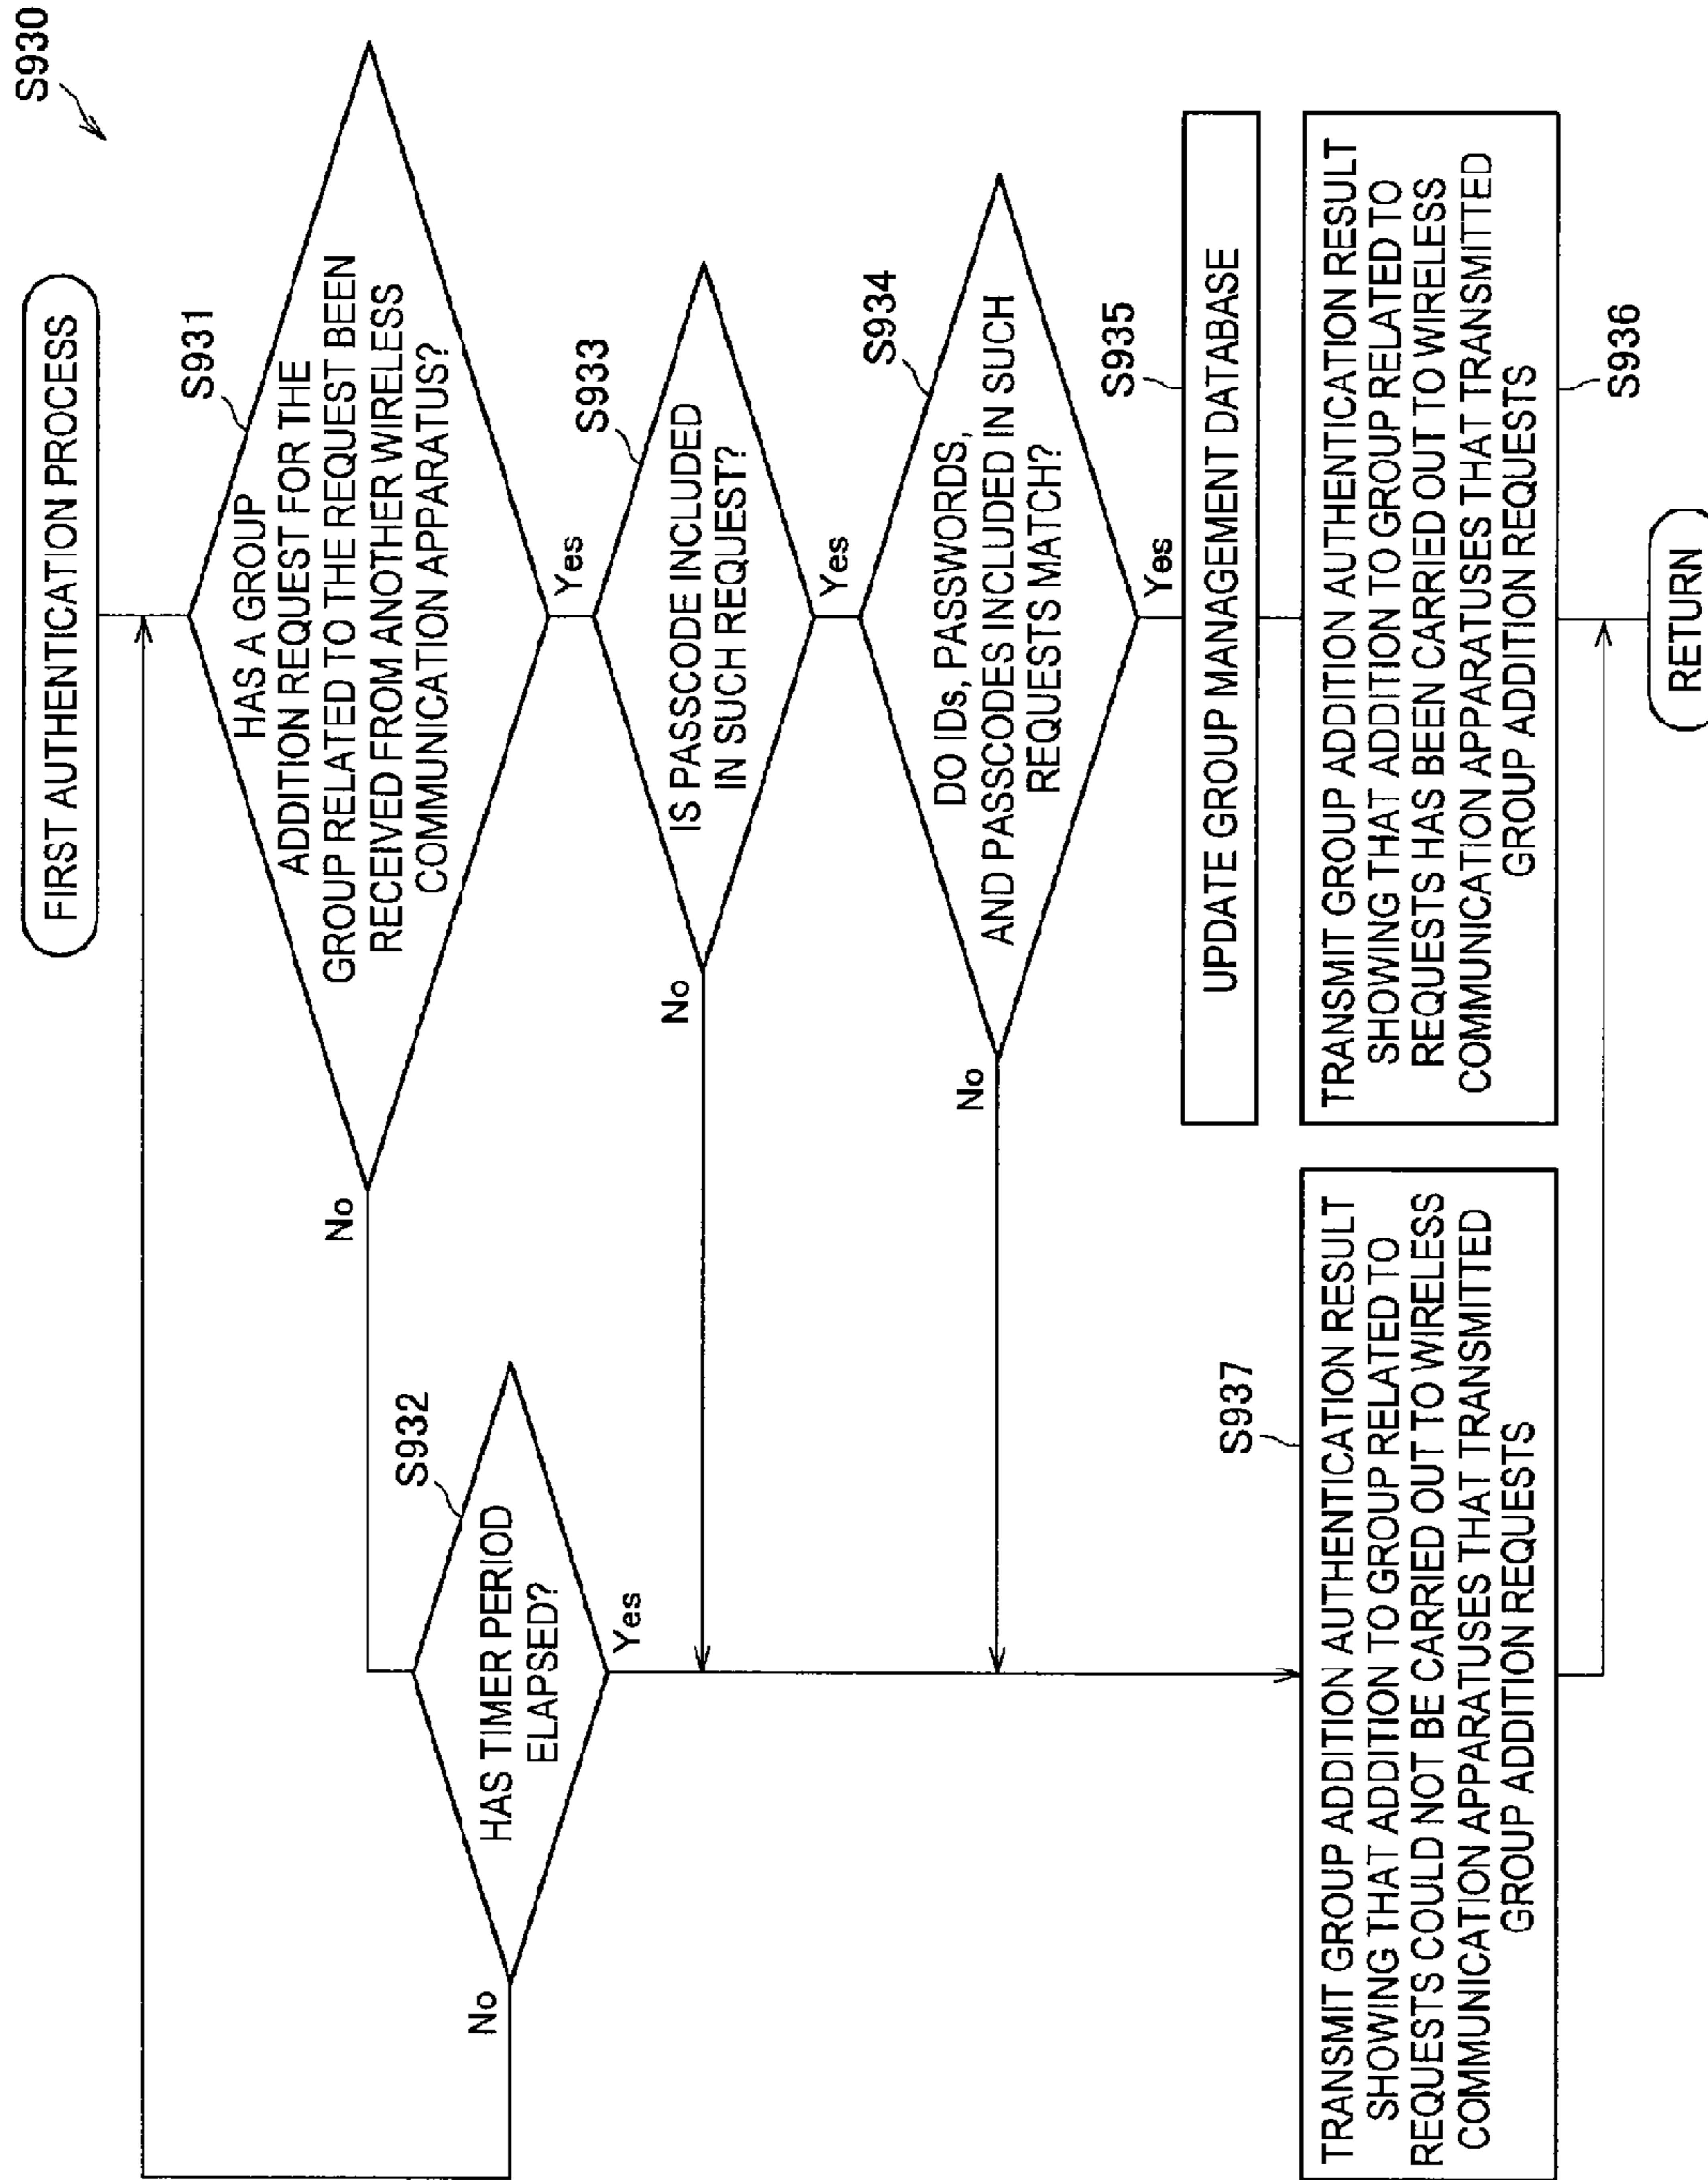 S930
FIRST AUTHENTICATION PROCESS
S931
HAS A GROUP
ADDITION REQUEST FOR THE
GROUP RELATED TO THE REQUEST BEEN
RECEIVED FROM ANOTHER WIRELESS
COMMUNICATION APPARATUS?
No
Yes
S932
HAS TIMER PERIOD
ELAPSED?
No
Yes
S933
IS PASSCODE INCLUDED
IN SUCH REQUEST?
No
Yes
S934
DO IDs, PASSWORDS,
AND PASSCODES INCLUDED IN SUCH
REQUESTS MATCH?
No
Yes
S935
UPDATE GROUP MANAGEMENT DATABASE
S937
TRANSMIT GROUP ADDITION AUTHENTICATION RESULT
SHOWING THAT ADDITION TO GROUP RELATED TO
REQUESTS COULD NOT BE CARRIED OUT TO WIRELESS
COMMUNICATION APPARATUSES THAT TRANSMITTED
GROUP ADDITION REQUESTS
TRANSMIT GROUP ADDITION AUTHENTICATION RESULT
SHOWING THAT ADDITION TO GROUP RELATED TO
REQUESTS HAS BEEN CARRIED OUT TO WIRELESS
COMMUNICATION APPARATUSES THAT TRANSMITTED
GROUP ADDITION REQUESTS
S936
RETURN